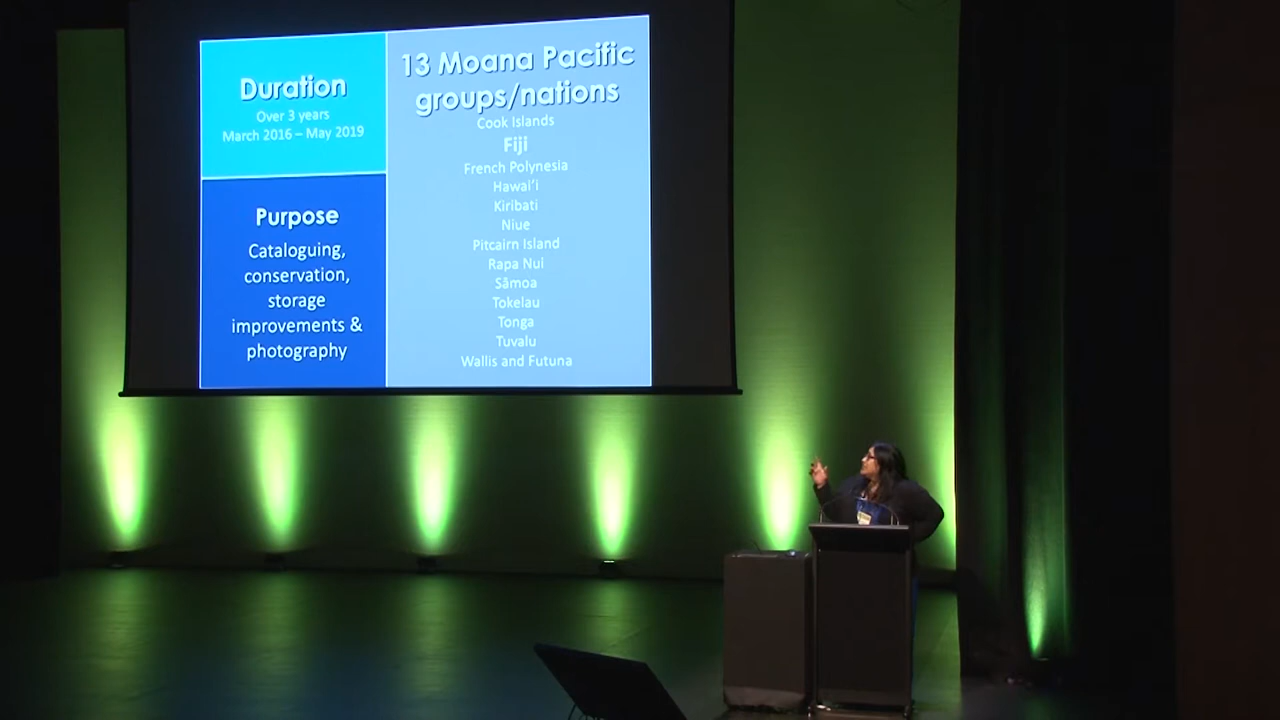 Duration
Over 3 years
March 2016 – May 2019
Purpose
Cataloguing,
conservation,
storage
improvements &
photography
13 Moana Pacific
groups/nations
Cook Islands
Fiji
French Polynesia
Hawai'i
Kiribati
Niue
Pitcairn Island
Rapa Nui
Sāmoa
Tokelau
Tonga
Tuvalu
Wallis and Futuna